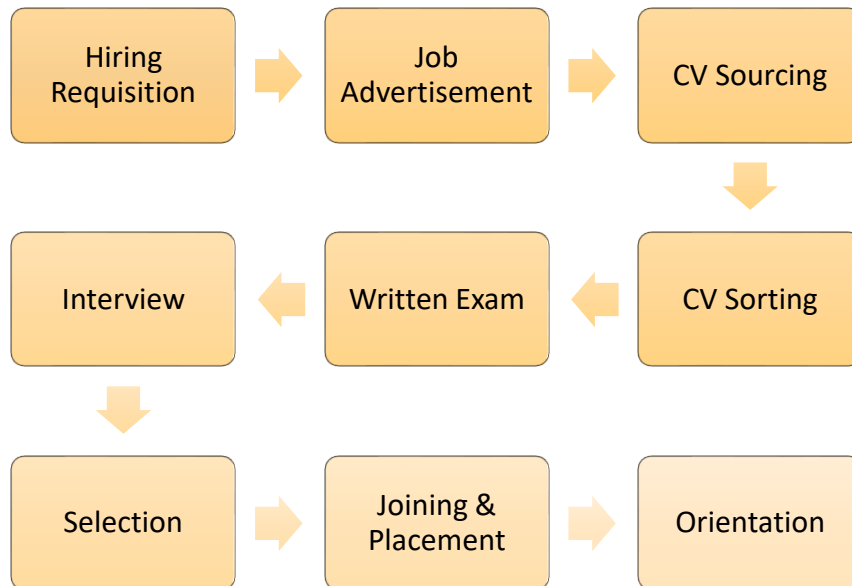 Hiring
Requisition
Job
Advertisement
CV Sourcing
CV Sorting
Written Exam
Interview
Selection
Joining &
Placement
Orientation